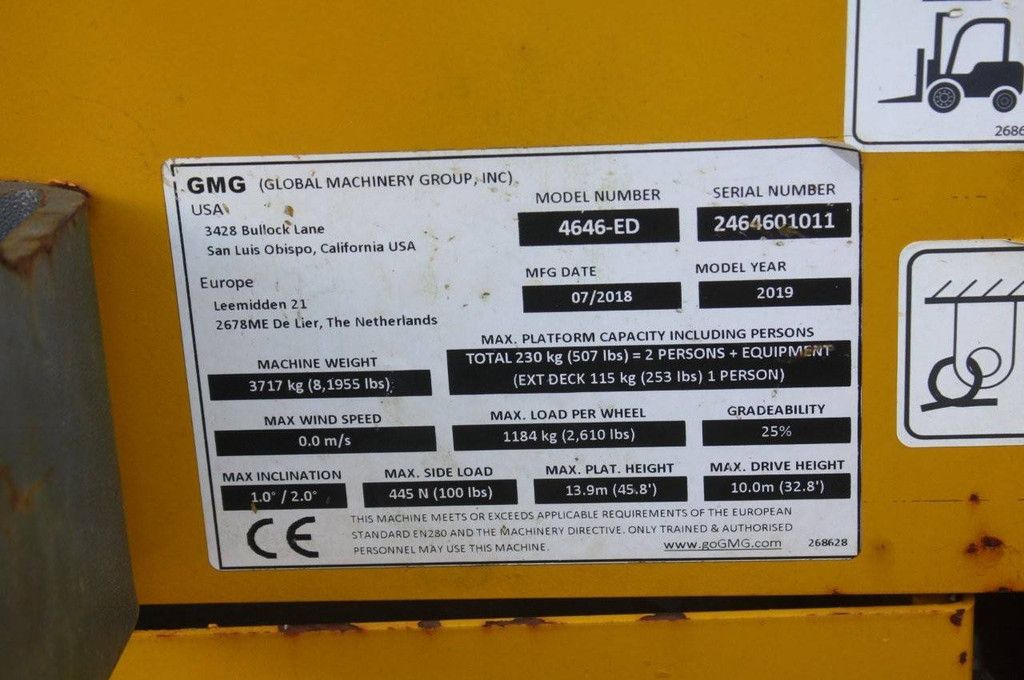 GMG (GLOBAL MACHINERY GROUP, INC)
USA
3428 Bullock Lane
San Luis Obispo, California USA
Europe
Leemidden 21
2678ME De Lier, The Netherlands
MODEL NUMBER
4646-ED
SERIAL NUMBER
2464601011
MFG DATE
07/2018
MODEL YEAR
2019
MAX. PLATFORM CAPACITY INCLUDING PERSONS
TOTAL 230 kg (507 lbs) = 2 PERSONS + EQUIPMENT
(EXT DECK 115 kg (253 lbs) 1 PERSON)
MACHINE WEIGHT
3717 kg (8,1955 lbs)
MAX WIND SPEED
0.0 m/s
MAX. LOAD PER WHEEL
1184 kg (2,610 lbs)
GRADEABILITY
25%
MAX INCLINATION
1.0° / 2.0°
MAX. SIDE LOAD
445 N (100 lbs)
MAX. PLAT. HEIGHT
13.9m (45.8')
MAX. DRIVE HEIGHT
10.0m (32.8')
CE
THIS MACHINE MEETS OR EXCEEDS APPLICABLE REQUIREMENTS OF THE EUROPEAN
STANDARD EN280 AND THE MACHINERY DIRECTIVE. ONLY TRAINED & AUTHORISED
PERSONNEL MAY USE THIS MACHINE.
www.goGMG.com
268628
268